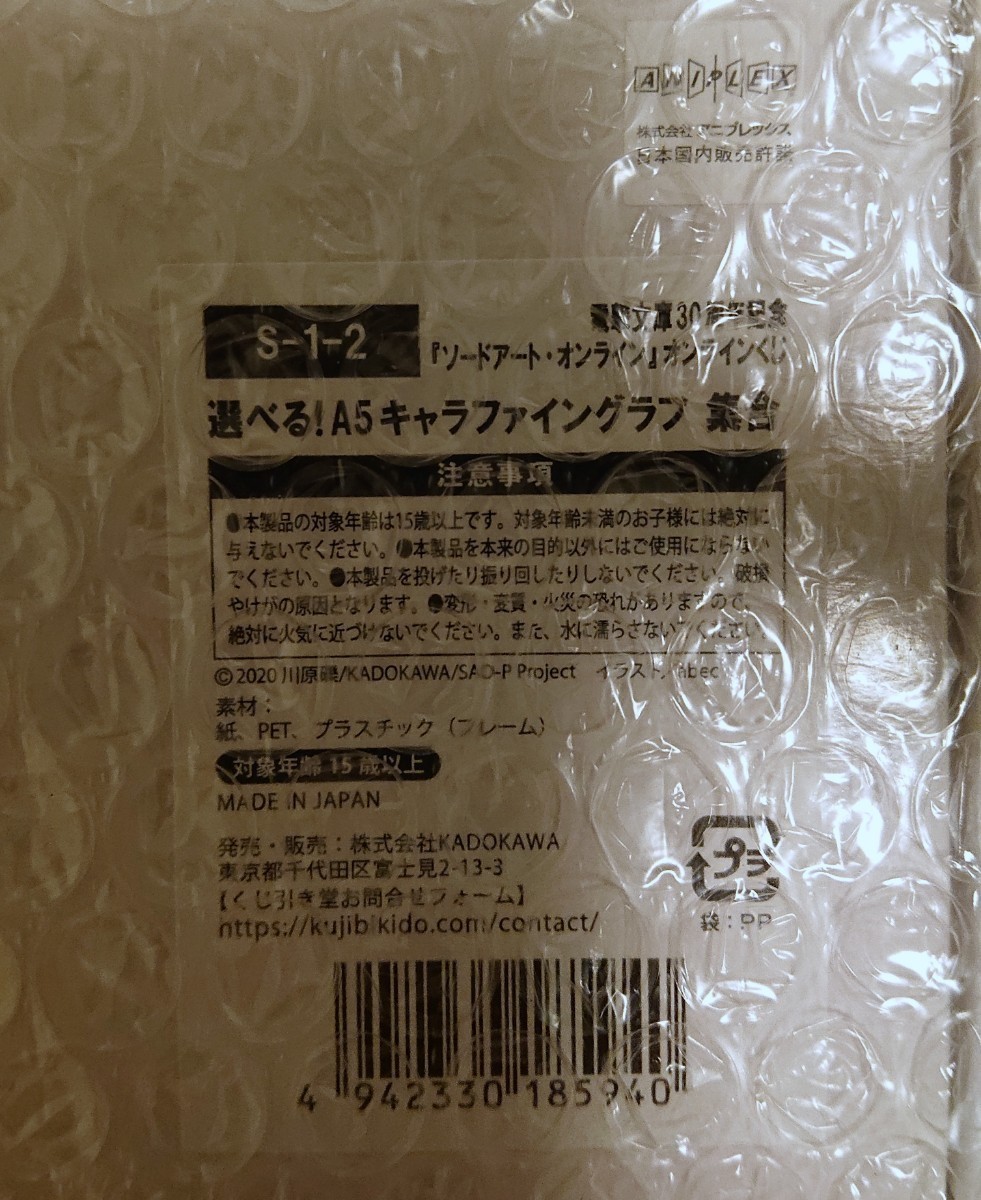 ANIPLEX
株式会社アニプレックス
日本国内販売許諾
S-1-2
電撃文庫30周年記念
『ソードアート・オンライン』オンラインくじ
選べる!A5キャラファイングラフ 集合
注意事項
●本製品の対象年齢は15歳以上です。対象年齢未満のお子様には絶対に
与えないでください。●本製品を本来の目的以外にはご使用にならない
でください。●本製品を投げたり振り回したりしないでください。破損
やけがの原因となります。●変形・変質・火災の恐れがありますので、
絶対に火気に近づけないでください。また、水に濡らさないでください。
©2020 川原礫/KADOKAWA/SAO-P Project イラスト/abec
素材:
紙、PET、プラスチック(フレーム)
対象年齢 15 歳以上
MADE IN JAPAN
発売・販売:株式会社KADOKAWA
東京都千代田区富士見2-13-3
【くじ引き堂お問合せフォーム】
https://kujibikido.com/contact/
プラ
袋:PP
4 942330 185940